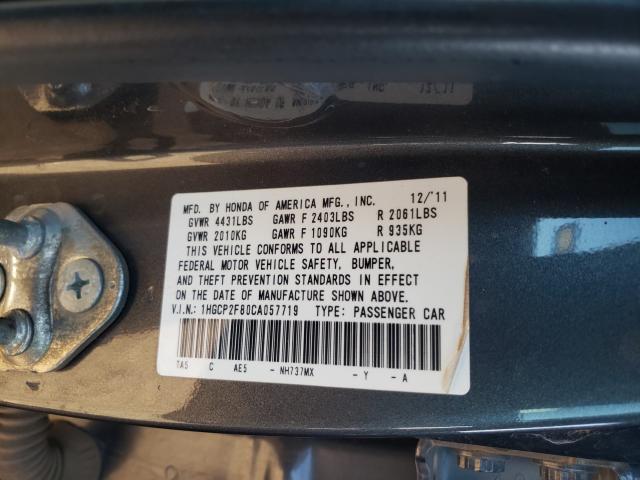 MFD. BY HONDA OF AMERICA MFG., INC. 12/'11
GVWR 4431LBS GAWR F 2403LBS R 2061LBS
GVWR 2010KG GAWR F 1090KG R 935KG
THIS VEHICLE CONFORMS TO ALL APPLICABLE
FEDERAL MOTOR VEHICLE SAFETY, BUMPER,
AND THEFT PREVENTION STANDARDS IN EFFECT
ON THE DATE OF MANUFACTURE SHOWN ABOVE.
V.I.N.: 1HGCP2F80CA057719 TYPE: PASSENGER CAR
TA5 C AE5 - NH737MX - Y - A